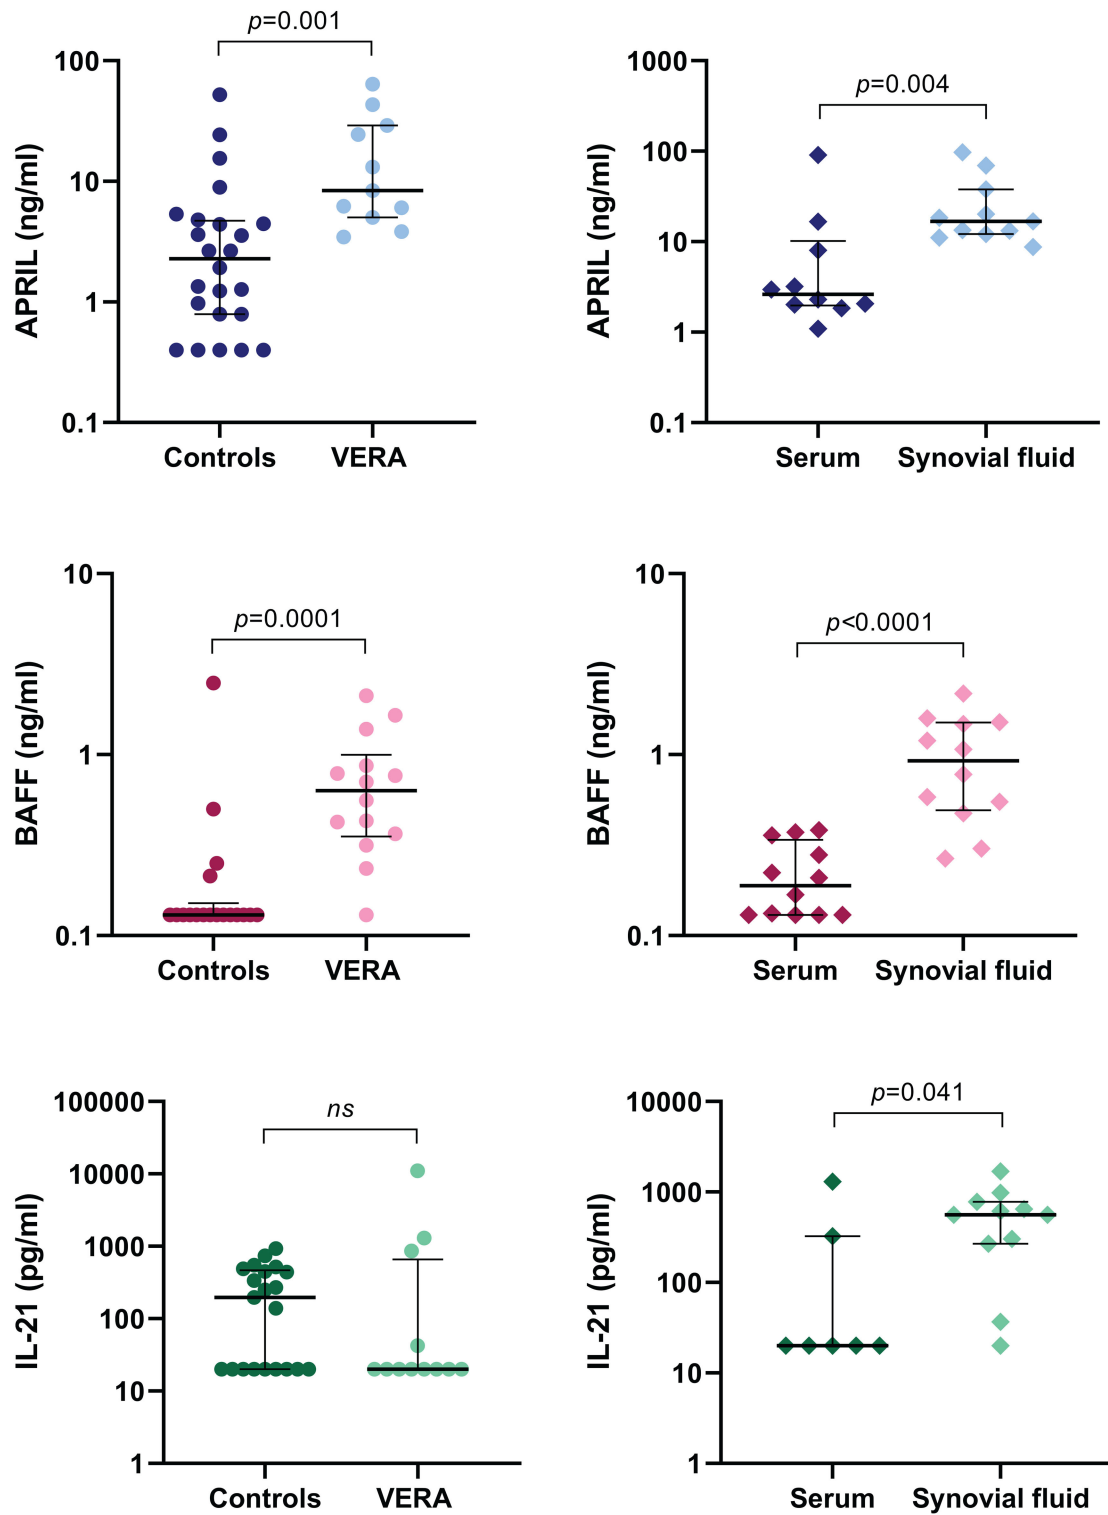 p=0.001
100
10
1
0.1
APRIL (ng/ml)
Controls
VERA
p=0.004
1000
100
10
1
0.1
APRIL (ng/ml)
Serum
Synovial fluid
p=0.0001
10
1
0.1
BAFF (ng/ml)
Controls
VERA
p<0.0001
10
1
0.1
BAFF (ng/ml)
Serum
Synovial fluid
ns
100000
10000
1000
100
10
1
IL-21 (pg/ml)
Controls
VERA
p=0.041
10000
1000
100
10
1
IL-21 (pg/ml)
Serum
Synovial fluid